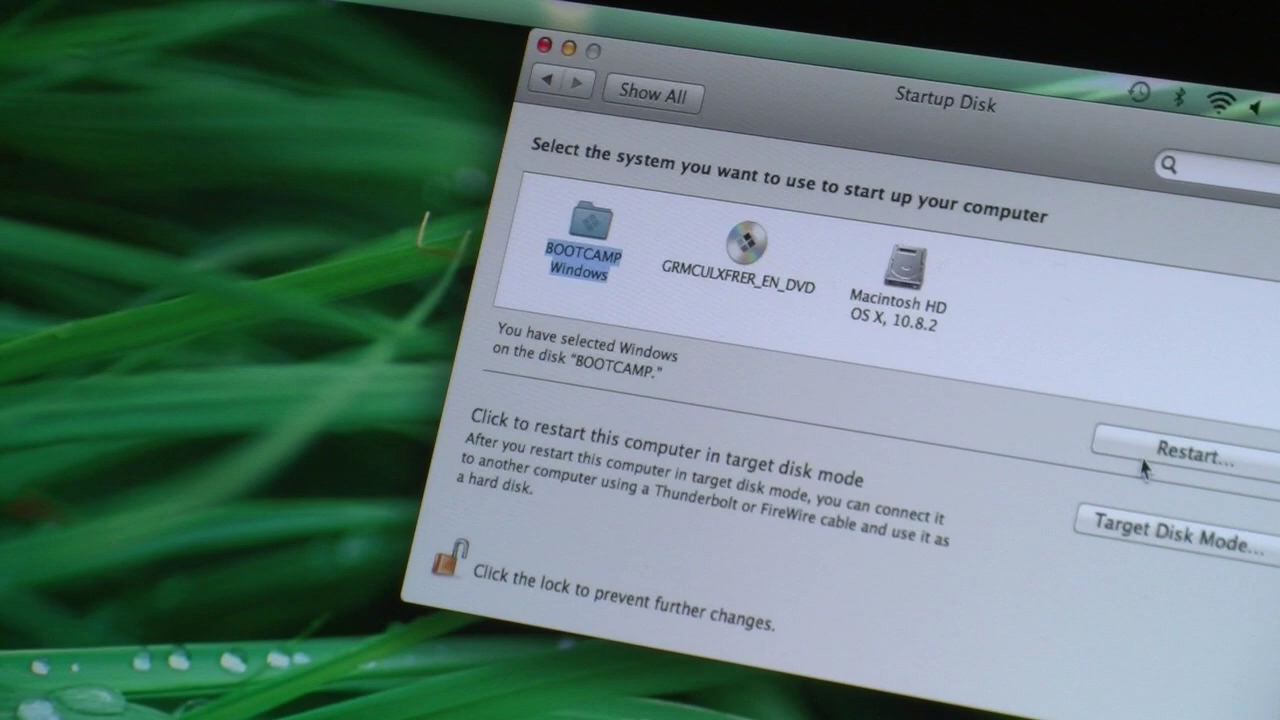 Startup Disk
Show All
Select the system you want to use to start up your computer
BOOTCAMP
Windows
GRMCULXFRER_EN_DVD
Macintosh HD
OS X, 10.8.2
You have selected Windows
on the disk "BOOTCAMP."
Restart...
Click to restart this computer in target disk mode
After you restart this computer in target disk mode, you can connect it
to another computer using a Thunderbolt or FireWire cable and use it as
a hard disk.
Target Disk Mode...
Click the lock to prevent further changes.